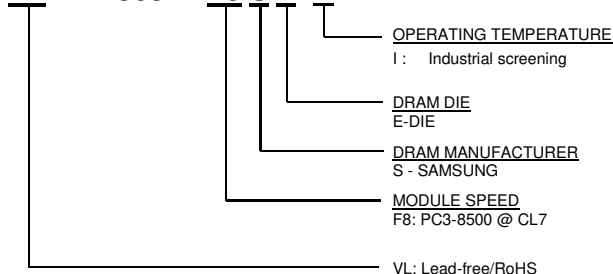 OPERATING TEMPERATURE
I : Industrial screening
DRAM DIE
E-DIE
DRAM MANUFACTURER
S - SAMSUNG
MODULE SPEED
F8: PC3-8500 @ CL7
VL: Lead-free/RoHS